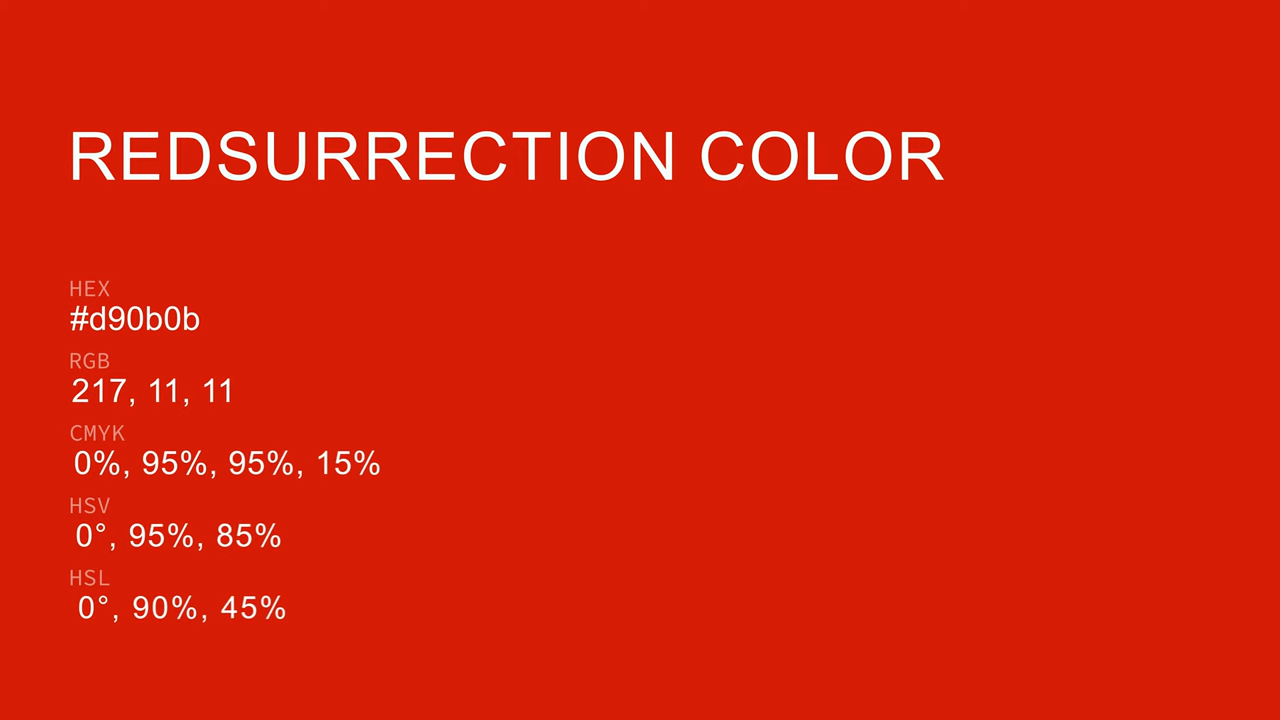 REDSURRECTION COLOR
HEX
#d90b0b
RGB
217, 11, 11
CMYK
0%, 95%, 95%, 15%
HSV
0°, 95%, 85%
HSL
0°, 90%, 45%